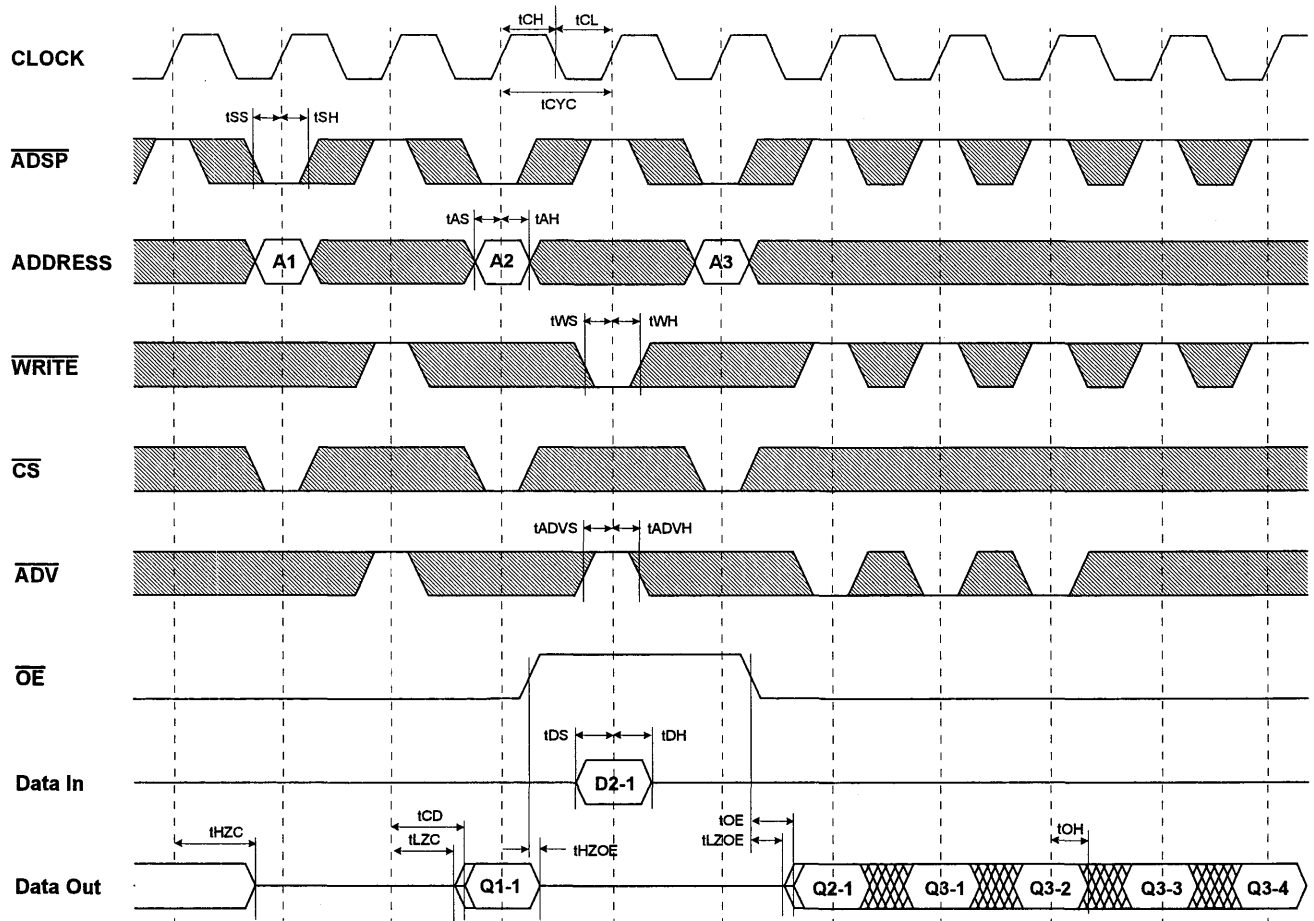 tCH tCL
CLOCK
tCYC
tSS tSH
ADSP
tAS tAH
ADDRESS A1 A2 A3
tWS tWH
WRITE
CS
tADVS tADVH
ADV
OE
tDS tDH
Data In D2-1
tCD tOE
tHZC tLZC tHZOE tLZOE tOH
Data Out Q1-1 Q2-1 Q3-1 Q3-2 Q3-3 Q3-4